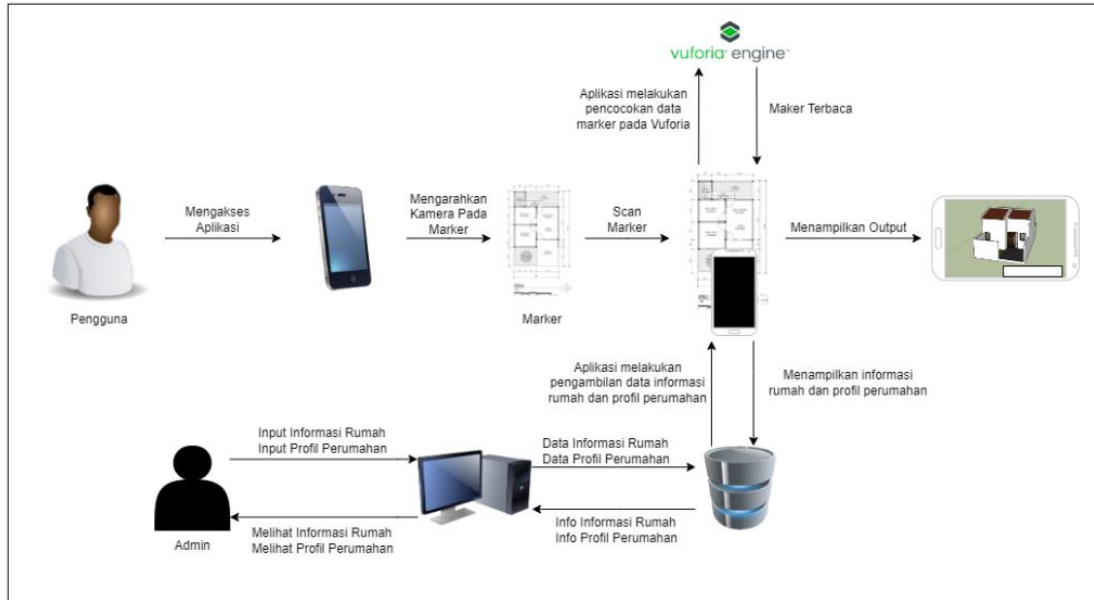 vuforia engine™
Aplikasi melakukan
pencocokan data
marker pada Vuforia
Maker Terbaca
Mengakses
Aplikasi
Mengarahkan
Kamera Pada
Marker
Scan
Marker
Menampilkan Output
Pengguna
Marker
Aplikasi melakukan
pengambilan data informasi
rumah dan profil perumahan
Menampilkan informasi
rumah dan profil perumahan
Input Informasi Rumah
Input Profil Perumahan
Data Informasi Rumah
Data Profil Perumahan
Melihat Informasi Rumah
Melihat Profil Perumahan
Info Informasi Rumah
Info Profil Perumahan
Admin